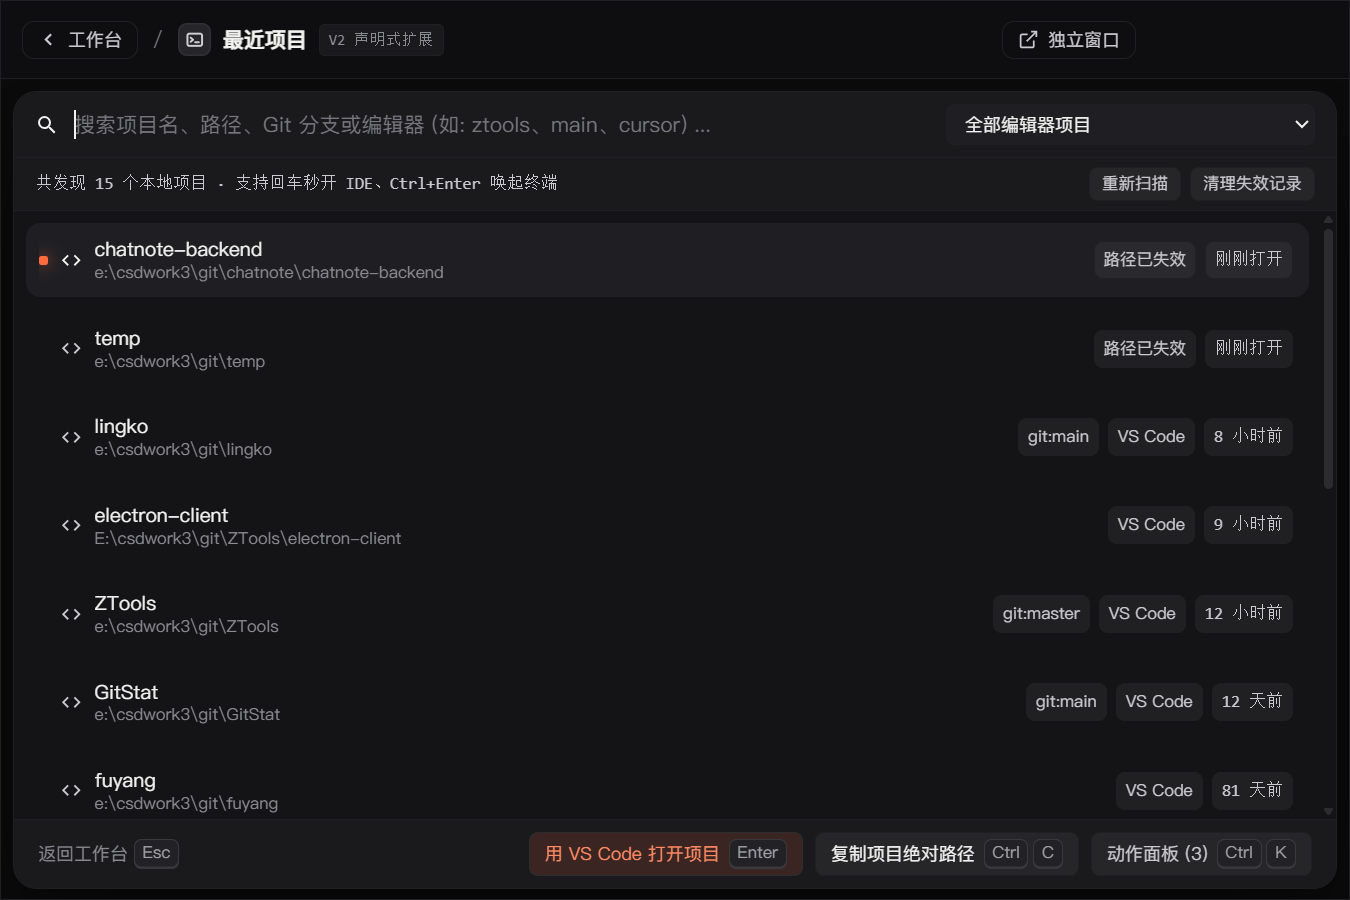 工作台 / 最近项目 V2 声明式扩展 独立窗口
搜索项目名、路径、Git 分支或编辑器 (如: ztools、main、cursor) ... 全部编辑器项目
共发现 15 个本地项目 · 支持回车秒开 IDE、Ctrl+Enter 唤起终端 重新扫描 清理失效记录
chatnote-backend
e:\csdwork3\git\chatnote\chatnote-backend
路径已失效 刚刚打开
temp
e:\csdwork3\git\temp
路径已失效 刚刚打开
lingko
e:\csdwork3\git\lingko
git:main VS Code 8 小时前
electron-client
E:\csdwork3\git\ZTools\electron-client
VS Code 9 小时前
ZTools
e:\csdwork3\git\ZTools
git:master VS Code 12 小时前
GitStat
e:\csdwork3\git\GitStat
git:main VS Code 12 天前
fuyang
e:\csdwork3\git\fuyang
VS Code 81 天前
返回工作台 Esc 用 VS Code 打开项目 Enter 复制项目绝对路径 Ctrl C 动作面板 (3) Ctrl K